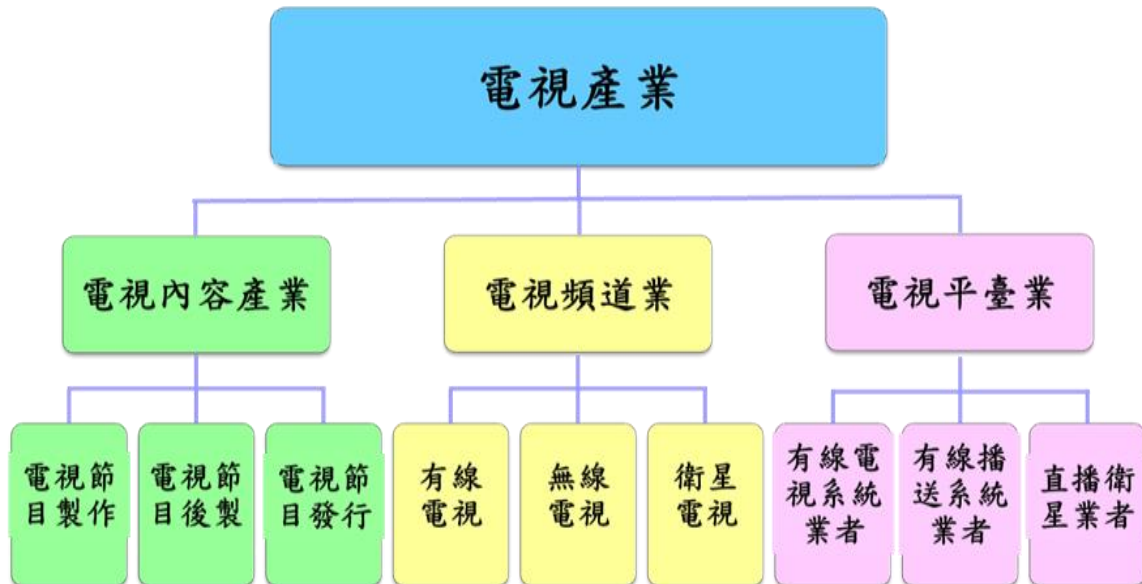 電視產業
電視內容產業
電視頻道業
電視平臺業
電視節
目製作
電視節
目後製
電視節
目發行
有線
電視
無線
電視
衛星
電視
有線電
視系統
業者
有線播
送系統
業者
直播衛
星業者